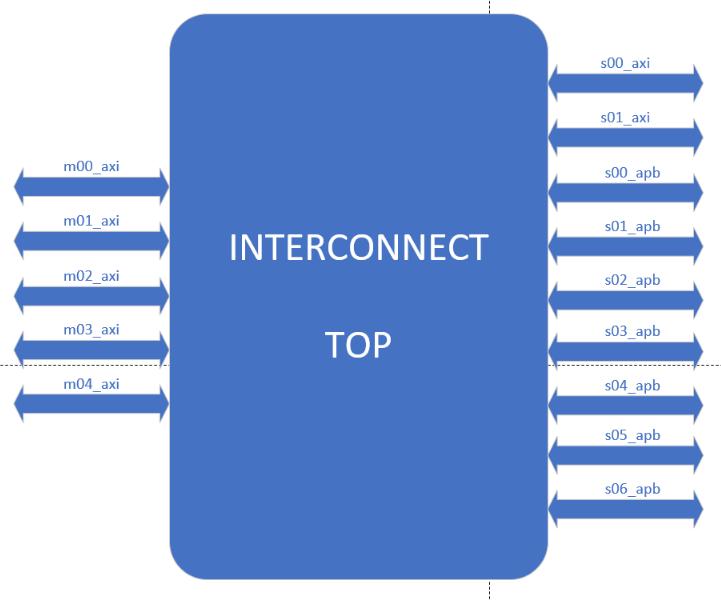 m00_axi
m01_axi
m02_axi
m03_axi
m04_axi
INTERCONNECT
TOP
s00_axi
s01_axi
s00_apb
s01_apb
s02_apb
s03_apb
s04_apb
s05_apb
s06_apb